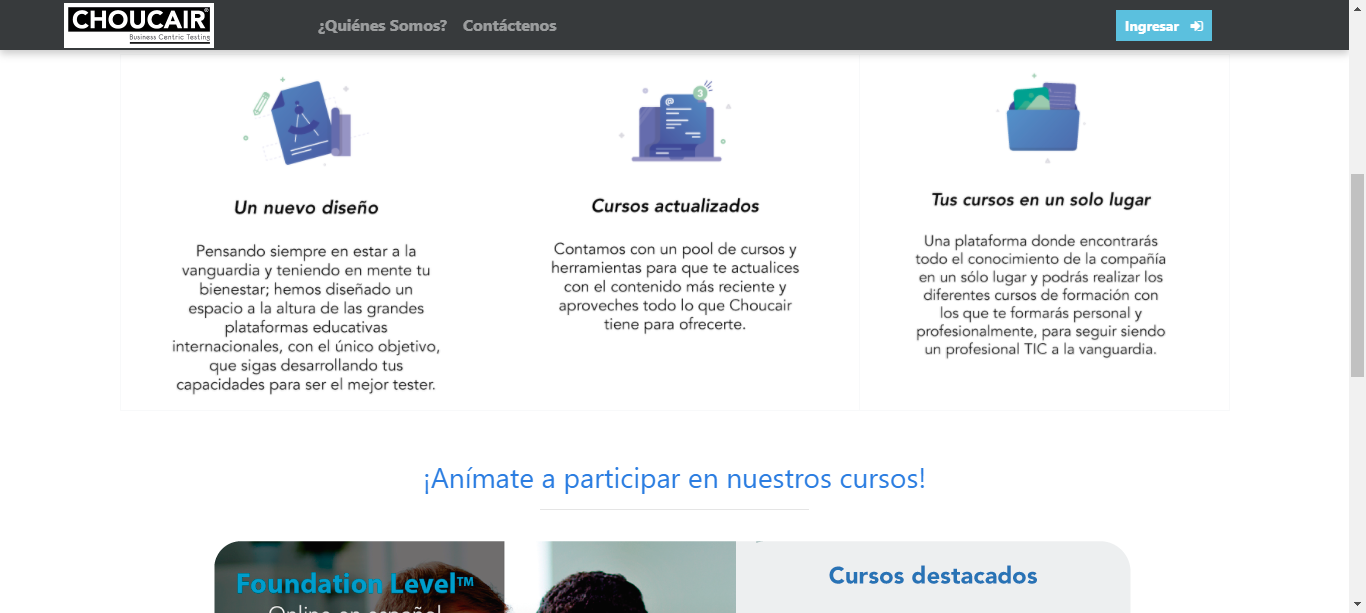 CHOUCAIR®
Business Centric Testing
¿Quiénes Somos? Contáctenos
Ingresar
@
3
Un nuevo diseño
Pensando siempre en estar a la
vanguardia y teniendo en mente tu
bienestar; hemos diseñado un
espacio a la altura de las grandes
plataformas educativas
internacionales, con el único objetivo,
que sigas desarrollando tus
capacidades para ser el mejor tester.
Cursos actualizados
Contamos con un pool de cursos y
herramientas para que te actualices
con el contenido más reciente y
aproveches todo lo que Choucair
tiene para ofrecerte.
Tus cursos en un solo lugar
Una plataforma donde encontrarás
todo el conocimiento de la compañía
en un sólo lugar y podrás realizar los
diferentes cursos de formación con
los que te formarás personal y
profesionalmente, para seguir siendo
un profesional TIC a la vanguardia.
¡Anímate a participar en nuestros cursos!
Foundation Level™
Online en español
Cursos destacados